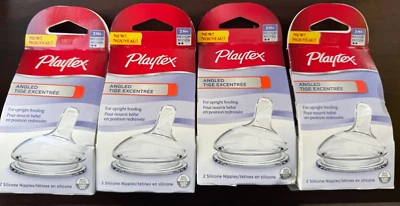 NEW!
NOUVEAU!
3M+
Playtex
ANGLED
TIGE EXCENTRÉE
For upright feeding
Pour nourrir bébé
en position redressée
2 Silicone Nipples/tétines en silicone
NEW!
NOUVEAU!
3M+
Playtex
ANGLED
TIGE EXCENTRÉE
For upright feeding
Pour nourrir bébé
en position redressée
2 Silicone Nipples/tétines en silicone
NEW!
NOUVEAU!
3M+
Playtex
ANGLED
TIGE EXCENTRÉE
For upright feeding
Pour nourrir bébé
en position redressée
2 Silicone Nipples/tétines en silicone
NEW!
NOUVEAU!
3M+
Playtex
ANGLED
TIGE EXCENTRÉE
For upright feeding
Pour nourrir bébé
en position redressée
2 Silicone Nipples/tétines en silicone